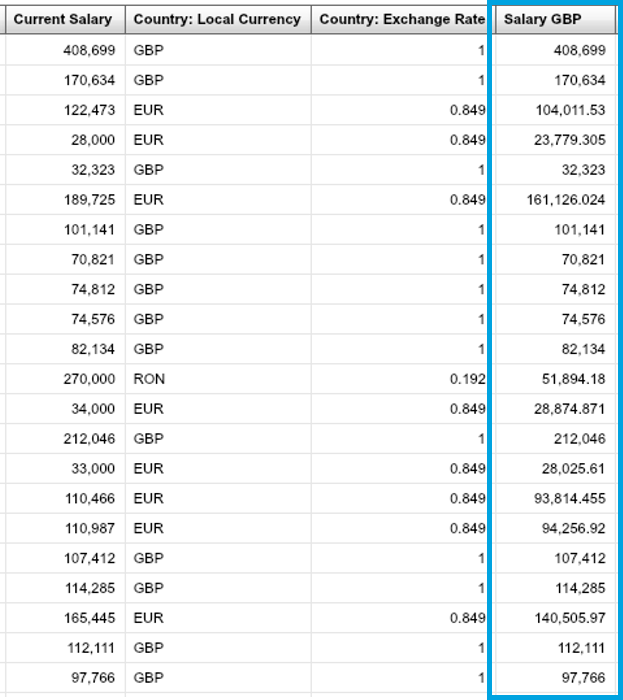 Current Salary Country: Local Currency Country: Exchange Rate Salary GBP
408,699 GBP 1 408,699
170,634 GBP 1 170,634
122,473 EUR 0.849 104,011.53
28,000 EUR 0.849 23,779.305
32,323 GBP 1 32,323
189,725 EUR 0.849 161,126.024
101,141 GBP 1 101,141
70,821 GBP 1 70,821
74,812 GBP 1 74,812
74,576 GBP 1 74,576
82,134 GBP 1 82,134
270,000 RON 0.192 51,894.18
34,000 EUR 0.849 28,874.871
212,046 GBP 1 212,046
33,000 EUR 0.849 28,025.61
110,466 EUR 0.849 93,814.455
110,987 EUR 0.849 94,256.92
107,412 GBP 1 107,412
114,285 GBP 1 114,285
165,445 EUR 0.849 140,505.97
112,111 GBP 1 112,111
97,766 GBP 1 97,766